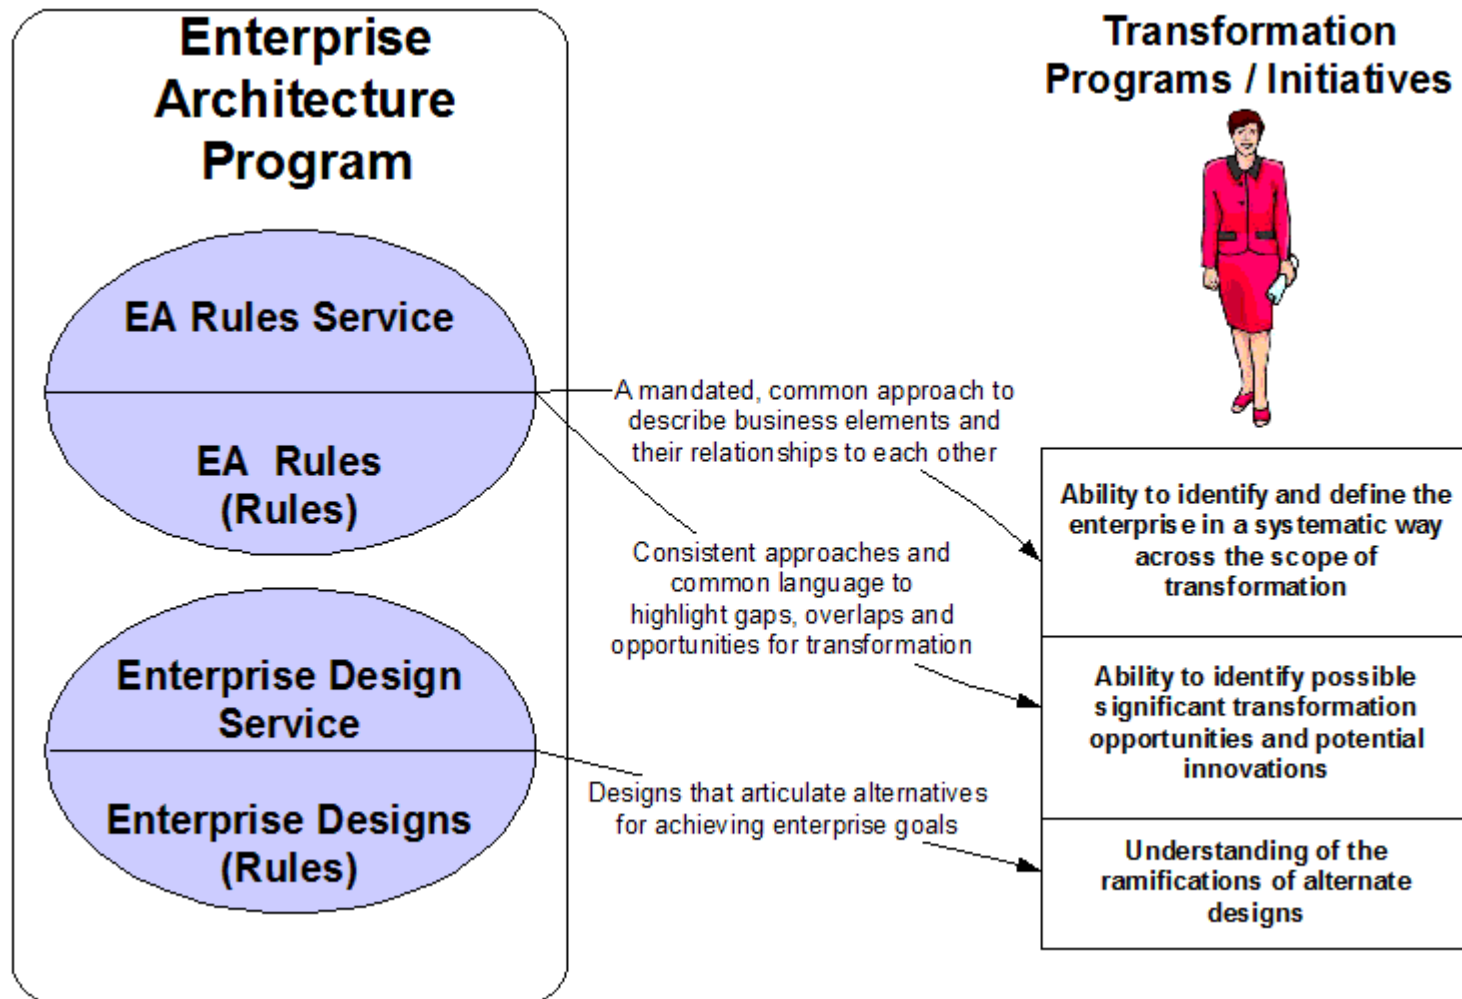 Enterprise
Architecture
Program
EA Rules Service
EA Rules
(Rules)
Enterprise Design
Service
Enterprise Designs
(Rules)
A mandated, common approach to
describe business elements and
their relationships to each other
Consistent approaches and
common language to
highlight gaps, overlaps and
opportunities for transformation
Designs that articulate alternatives
for achieving enterprise goals
Transformation
Programs / Initiatives
Ability to identify and define the
enterprise in a systematic way
across the scope of
transformation
Ability to identify possible
significant transformation
opportunities and potential
innovations
Understanding of the
ramifications of alternate
designs